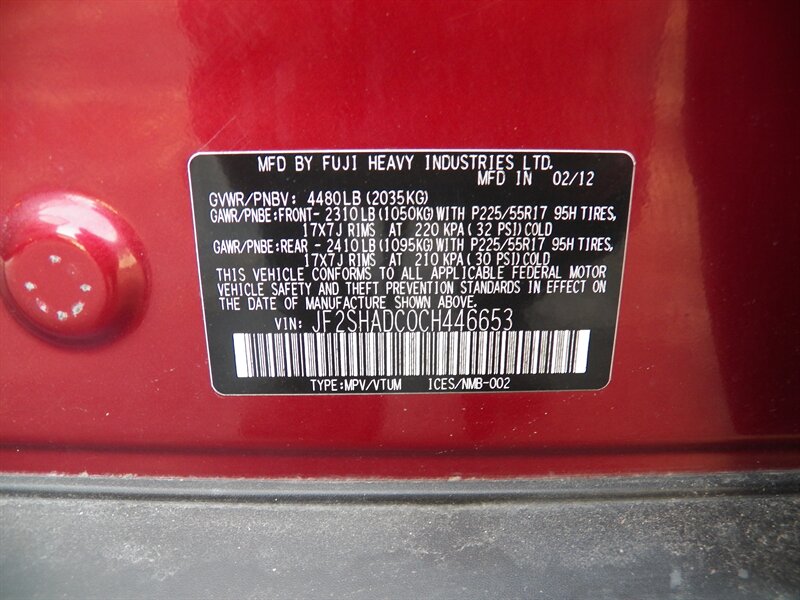 MFD BY FUJI HEAVY INDUSTRIES LTD.
MFD IN 02/12
GVWR/PNBV: 4480LB (2035KG)
GAWR/PNBE:FRONT- 2310LB (1050KG) WITH P225/55R17 95H TIRES,
17X7J RIMS AT 220 KPA (32 PSI) COLD
GAWR/PNBE:REAR - 2410LB (1095KG) WITH P225/55R17 95H TIRES,
17X7J RIMS AT 210 KPA (30 PSI) COLD
THIS VEHICLE CONFORMS TO ALL APPLICABLE FEDERAL MOTOR
VEHICLE SAFETY AND THEFT PREVENTION STANDARDS IN EFFECT ON
THE DATE OF MANUFACTURE SHOWN ABOVE.
VIN: JF2SHADC0CH446653
TYPE:MPV/VTUM ICES/NMB-002